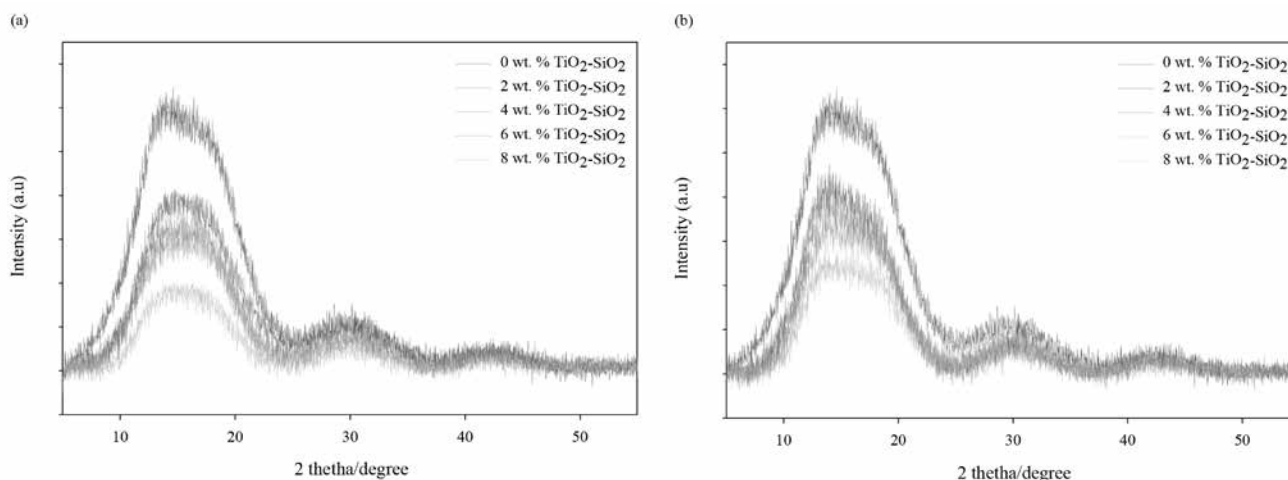 (a)
0 wt. % TiO2-SiO2
2 wt. % TiO2-SiO2
4 wt. % TiO2-SiO2
6 wt. % TiO2-SiO2
8 wt. % TiO2-SiO2
Intensity (a.u)
10 20 30 40 50
2 thetha/degree
(b)
0 wt. % TiO2-SiO2
2 wt. % TiO2-SiO2
4 wt. % TiO2-SiO2
6 wt. % TiO2-SiO2
8 wt. % TiO2-SiO2
Intensity (a.u)
10 20 30 40 50
2 thetha/degree